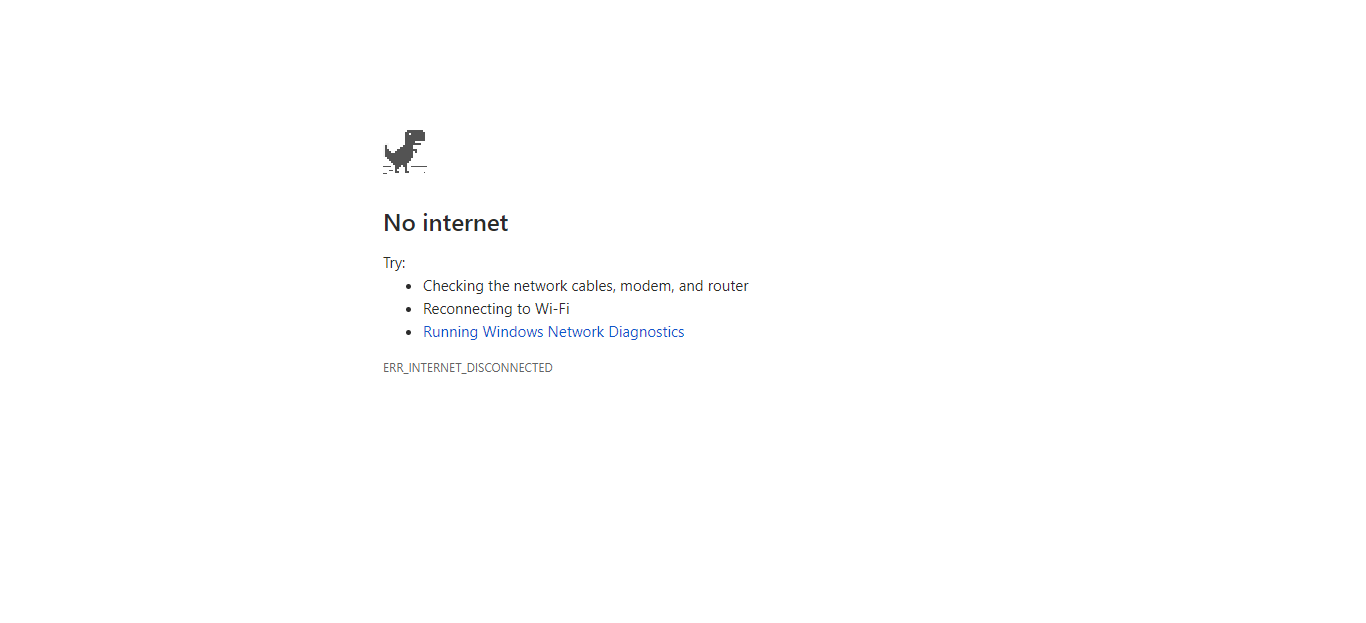 No internet
Try:
Checking the network cables, modem, and router
Reconnecting to Wi-Fi
Running Windows Network Diagnostics
ERR_INTERNET_DISCONNECTED